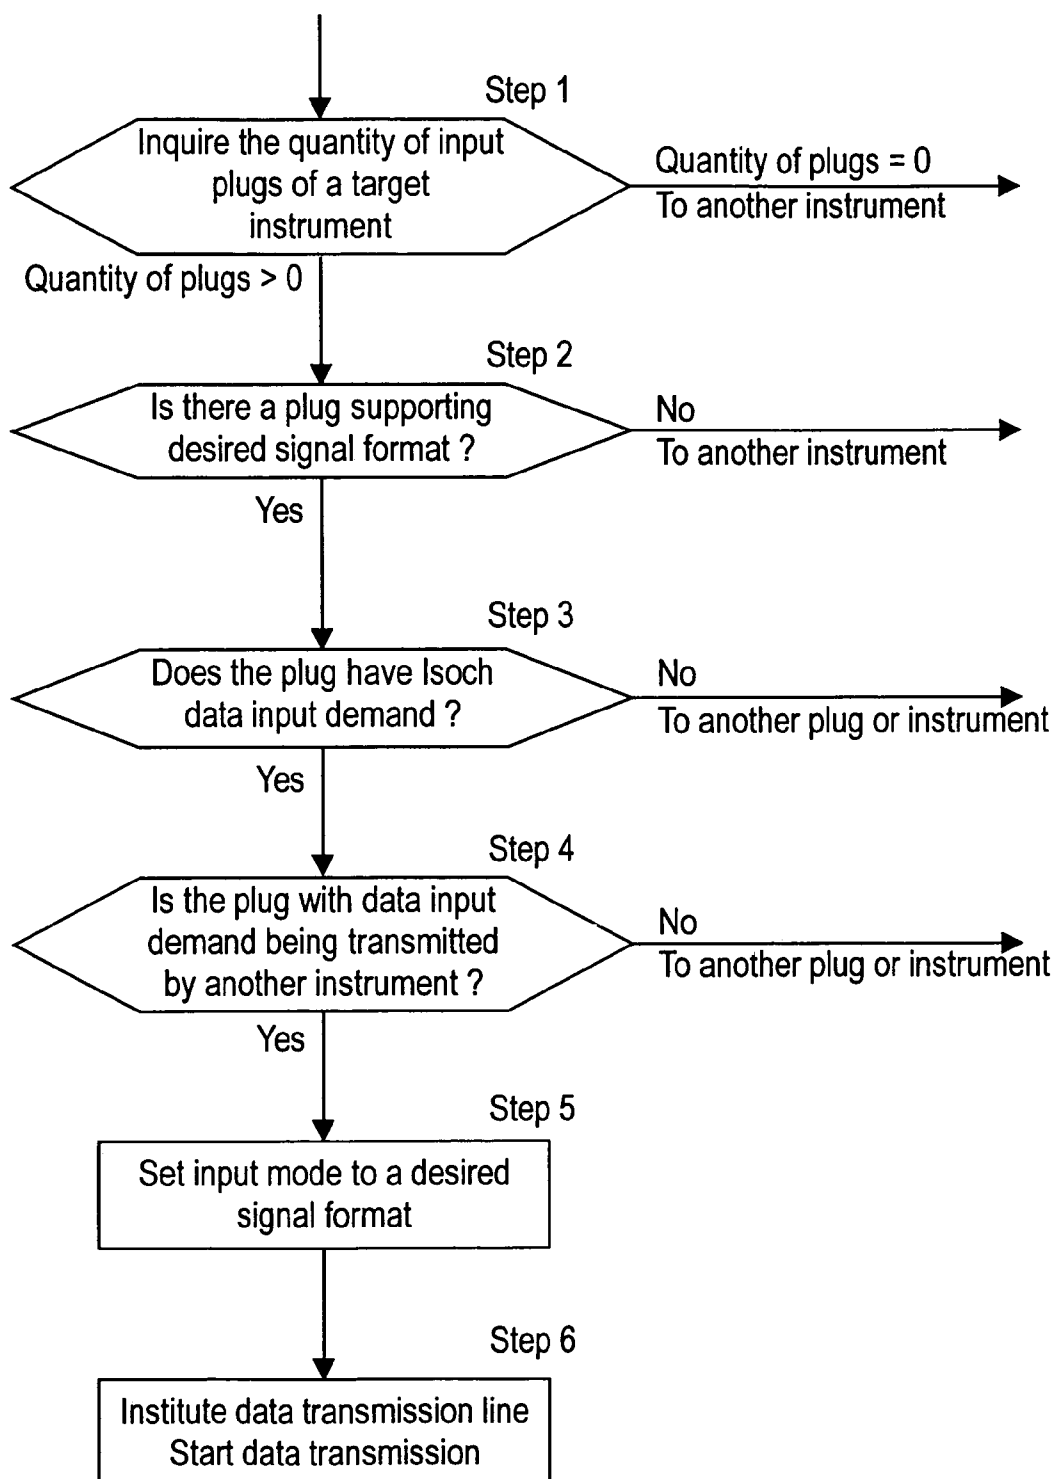 Step 1
Inquire the quantity of input
plugs of a target
instrument
Quantity of plugs = 0
To another instrument
Quantity of plugs > 0
Step 2
Is there a plug supporting
desired signal format ?
No
To another instrument
Yes
Step 3
Does the plug have Isoch
data input demand ?
No
To another plug or instrument
Yes
Step 4
Is the plug with data input
demand being transmitted
by another instrument ?
No
To another plug or instrument
Yes
Step 5
Set input mode to a desired
signal format
Step 6
Institute data transmission line
Start data transmission